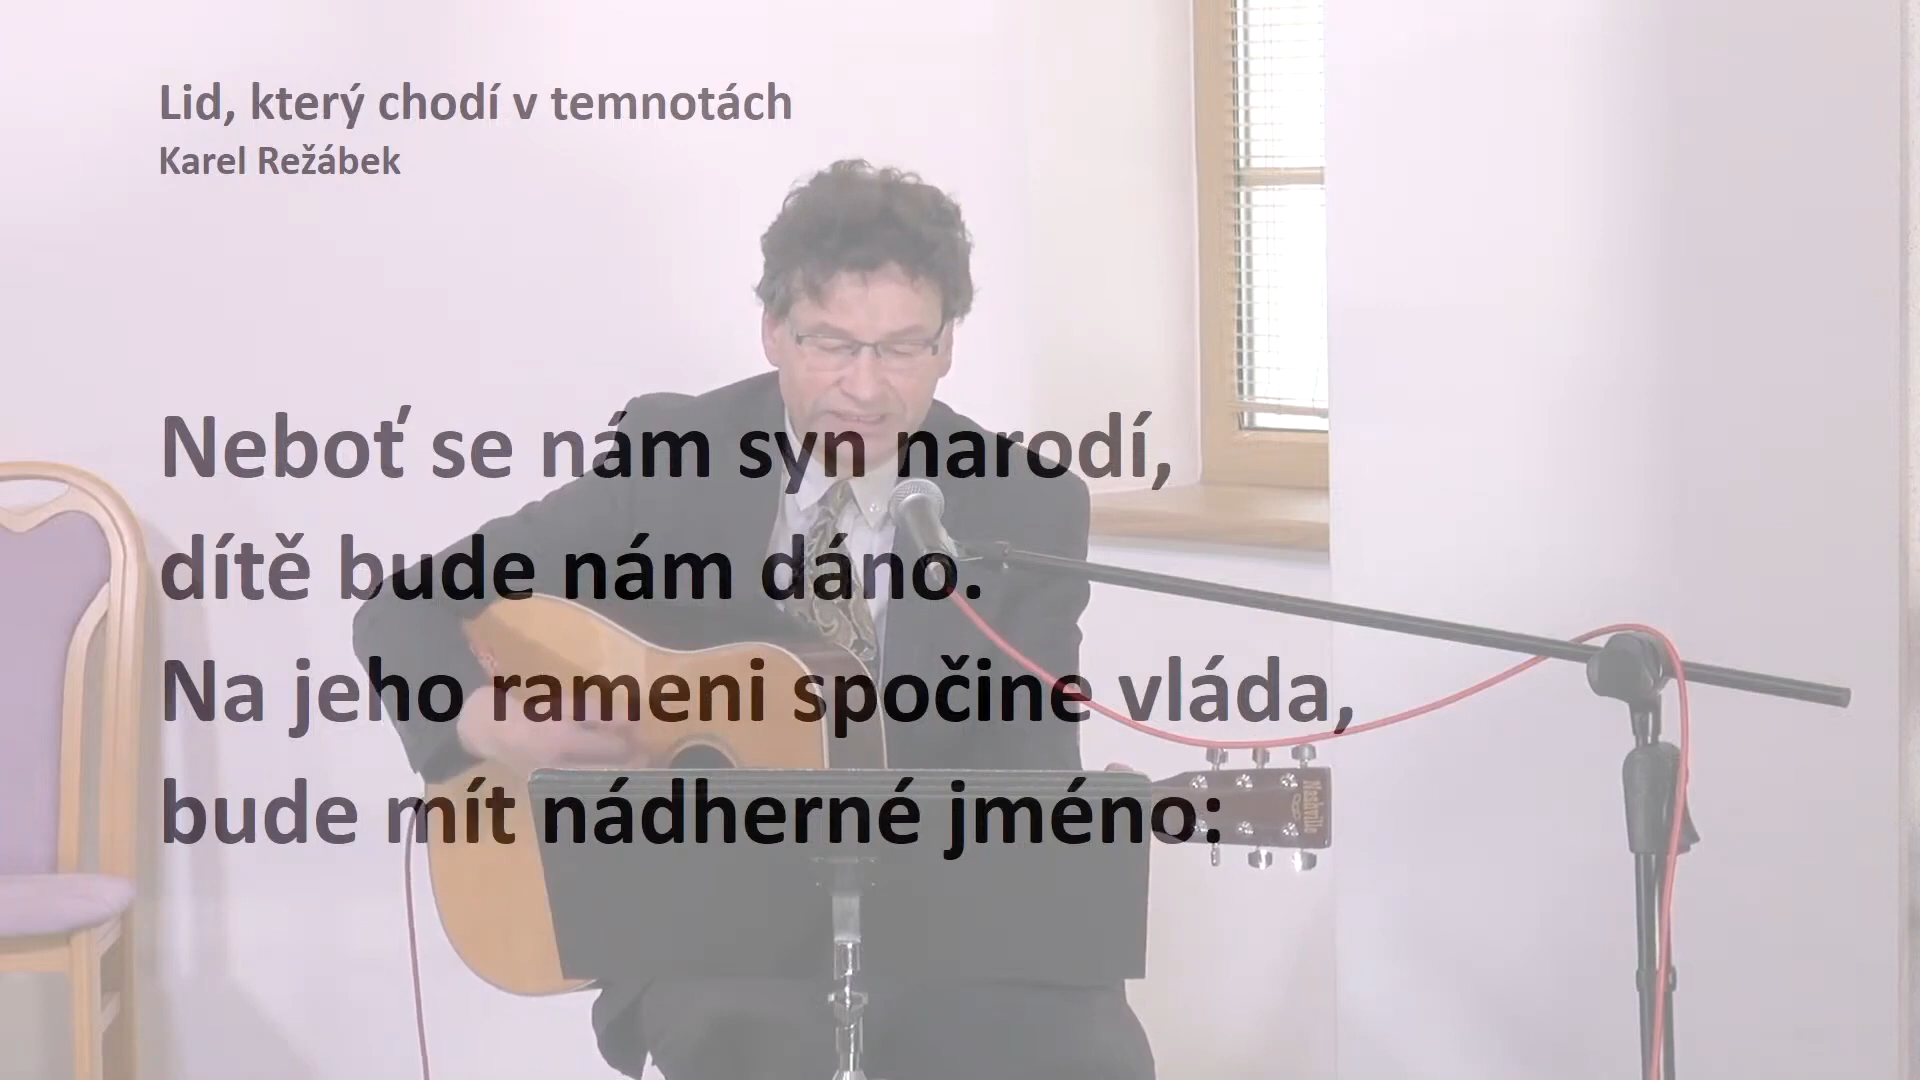 Lid, který chodí v temnotách
Karel Režábek
Neboť se nám syn narodí,
dítě bude nám dáno.
Na jeho rameni spočine vláda,
bude mít nádherné jméno:
Nashville